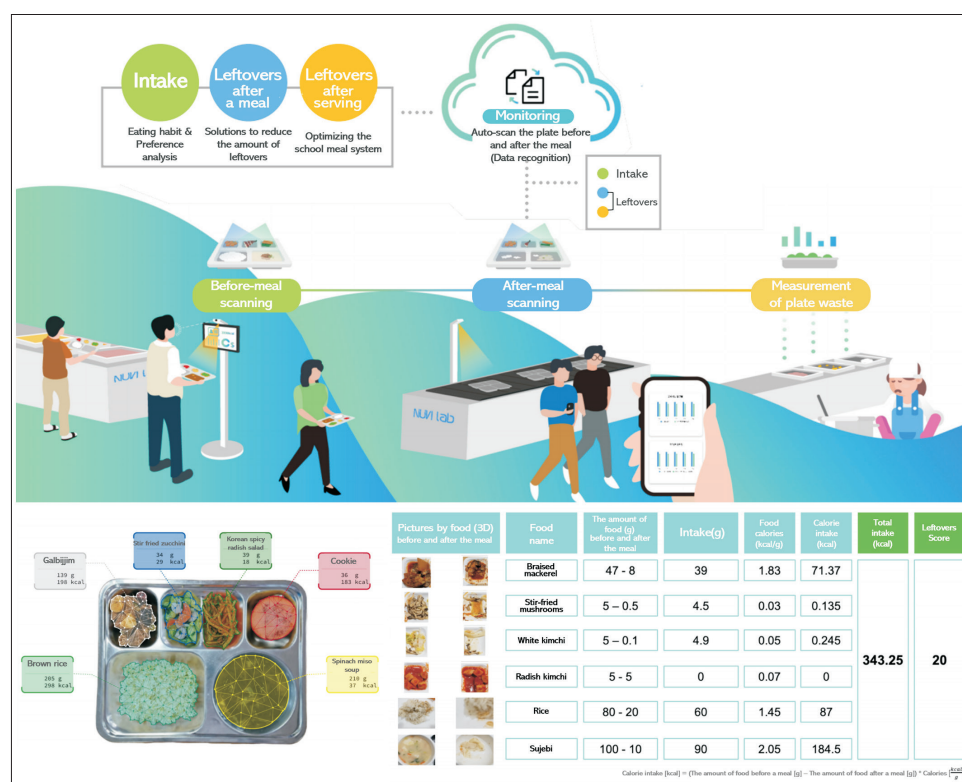 Intake
Leftovers
after
a meal
Leftovers
after
serving
Eating habit &
Preference
analysis
Solutions to reduce
the amount of
leftovers
Optimizing the
school meal system
Monitoring
Auto-scan the plate before
and after the meal
(Data recognition)
Intake
Leftovers
Before-meal
scanning
After-meal
scanning
Measurement
of plate waste
NUVI Lab
NUVI Lab
Galbijjim
139 g
198 kcal
Stir fried zucchini
34 g
29 kcal
Korean spicy
radish salad
39 g
18 kcal
Cookie
36 g
183 kcal
Brown rice
205 g
298 kcal
Spinach miso
soup
210 g
37 kcal
Pictures by food (3D)
before and after the meal
Food
name
The amount of
food (g)
before and after
the meal
Intake(g)
Food
calories
(kcal/g)
Calorie
intake
(kcal)
Total
intake
(kcal)
Leftovers
Score
Braised
mackerel
47 - 8
39
1.83
71.37
Stir-fried
mushrooms
5 – 0.5
4.5
0.03
0.135
White kimchi
5 – 0.1
4.9
0.05
0.245
Radish kimchi
5 - 5
0
0.07
0
Rice
80 - 20
60
1.45
87
Sujebi
100 - 10
90
2.05
184.5
343.25
20
Calorie intake [kcal] = (The amount of food before a meal [g] – The amount of food after a meal [g]) * Calories [kcal/g]